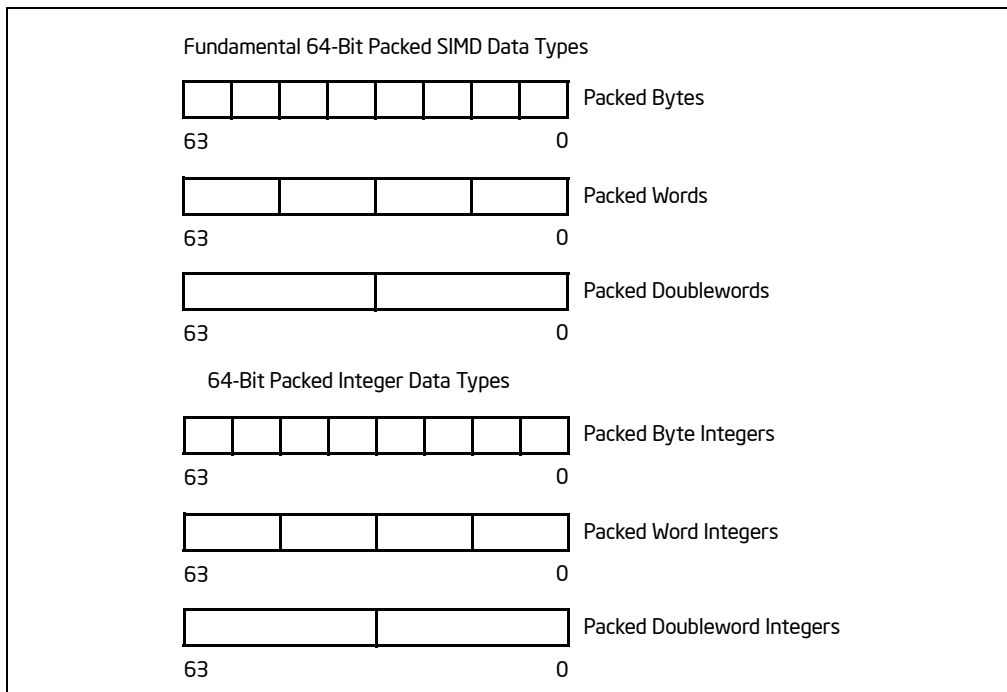 Fundamental 64-Bit Packed SIMD Data Types
Packed Bytes
63 0
Packed Words
63 0
Packed Doublewords
63 0
64-Bit Packed Integer Data Types
Packed Byte Integers
63 0
Packed Word Integers
63 0
Packed Doubleword Integers
63 0